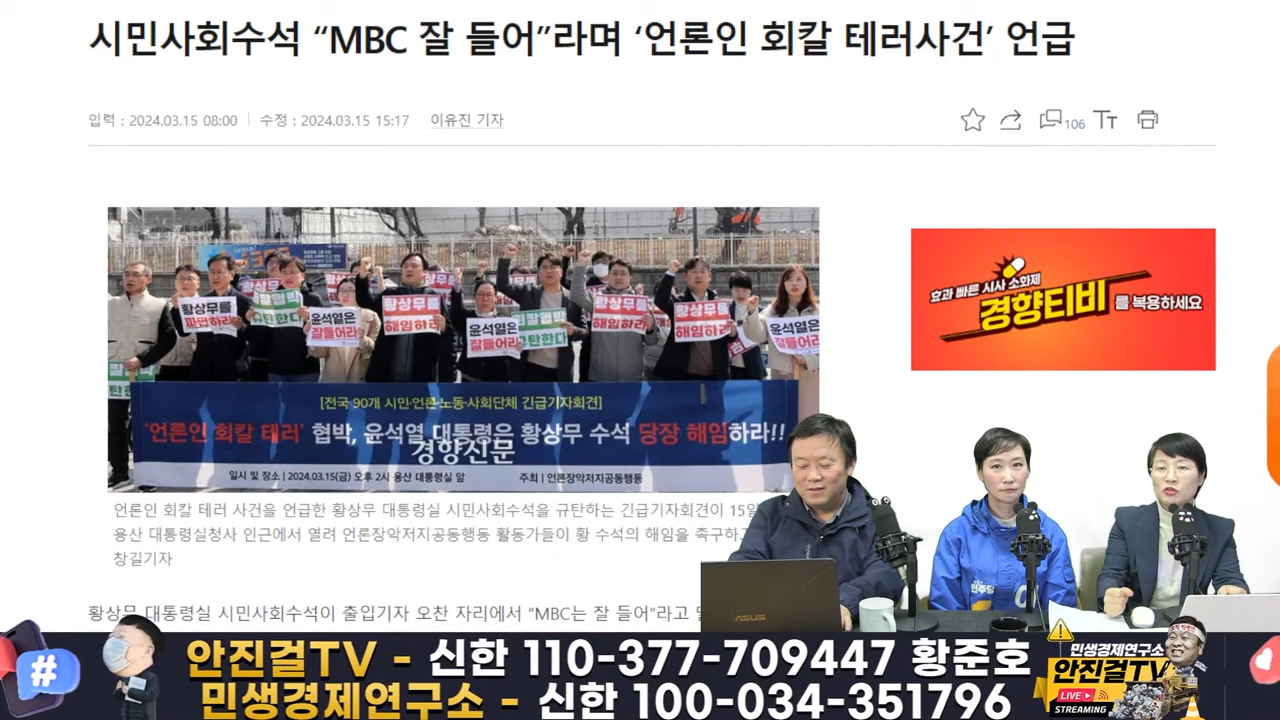 시민사회수석 “MBC 잘 들어”라며 ‘언론인 회칼 테러사건’ 언급
입력 : 2024.03.15 08:00 수정 : 2024.03.15 15:17 이유진 기자
106
TT
효과 빠른 시사 소화제
경향티비 를 복용하세요
황상무를
파면하라
윤석열은
잘들어라
황상무를
해임하라
윤석열은
잘들어라
황상무를
해임하라
황상무를
해임하라
윤석열은
잘들어라
[전국 90개 시민·언론·노동·사회단체 긴급기자회견]
‘언론인 회칼 테러’ 협박, 윤석열 대통령은 황상무 수석 당장 해임하라!!
경향신문
일시 및 장소 | 2024.03.15(금) 오후 2시 용산 대통령실 앞 주최 | 언론장악저지공동행동
언론인 회칼 테러 사건을 언급한 황상무 대통령실 시민사회수석을 규탄하는 긴급기자회견이 15일
용산 대통령실청사 인근에서 열려 언론장악저지공동행동 활동가들이 황 수석의 해임을 촉구하고
창길기자
황상무 대통령실 시민사회수석이 출입기자 오찬 자리에서 “MBC는 잘 들어”라고
ASUS
민주당
#
안진걸TV - 신한 110-377-709447 황준호
민생경제연구소 - 신한 100-034-351796
민생경제연구소
안진걸TV
LIVE
STREAMING